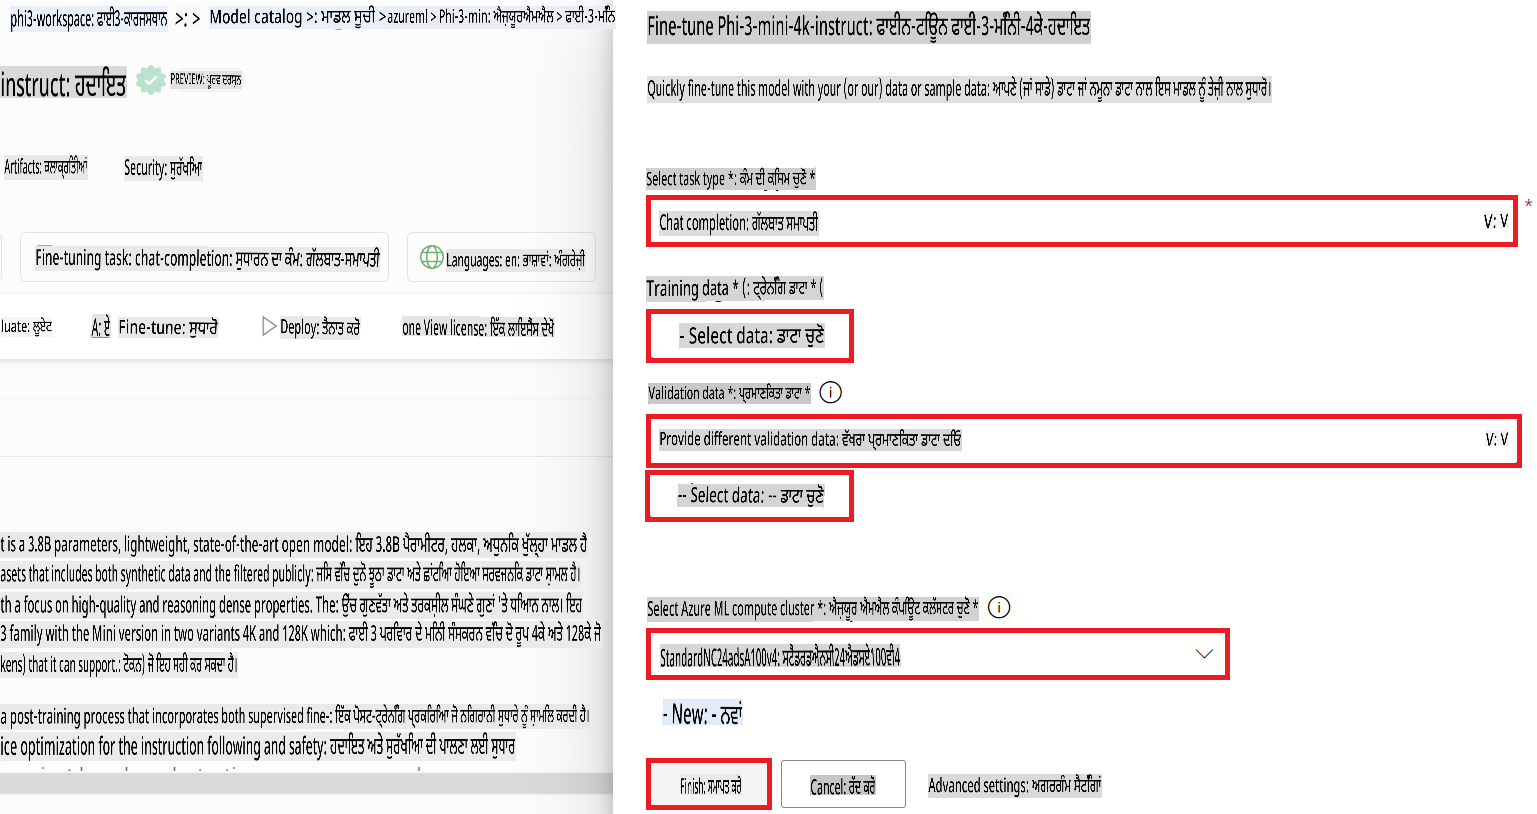 phi3-workspace: ਫਾਈ3-ਕਾਰਜਸਥਾਨ >: > Model catalog >: ਮਾਡਲ ਸੂਚੀ >azureml > Phi-3-min: ਐਜ਼ਯੂਰਐਮਐਲ > ਫਾਈ-3-ਮਿੰਨ
instruct: ਹਦਾਇਤ PREVIEW: ਪੂਰਵ ਦਰਸ਼ਨ
Artifacts: ਕਲਾਕ੍ਰਿਤੀਆਂ Security: ਸੁਰੱਖਿਆ
Fine-tuning task: chat-completion: ਸੁਧਾਰਨ ਦਾ ਕੰਮ: ਗੱਲਬਾਤ-ਸਮਾਪਤੀ Languages: en: ਭਾਸ਼ਾਵਾਂ: ਅੰਗਰੇਜ਼ੀ
luate: ਲੁਏਟ A: ਏ Fine-tune: ਸੁਧਾਰੋ Deploy: ਤੈਨਾਤ ਕਰੋ one View license: ਇੱਕ ਲਾਇਸੈਂਸ ਦੇਖੋ
t is a 3.8B parameters, lightweight, state-of-the-art open model: ਇਹ 3.8B ਪੈਰਾਮੀਟਰ, ਹਲਕਾ, ਅਧੁਨਿਕ ਖੁੱਲ੍ਹਾ ਮਾਡਲ ਹੈ
asets that includes both synthetic data and the filtered publicly: ਜਿਸ ਵਿੱਚ ਦੁਨੋ ਝੂਠਾ ਡਾਟਾ ਅਤੇ ਛਾਂਟਿਆ ਹੋਇਆ ਸਰਵਜਨਕਿ ਡਾਟਾ ਸ਼ਾਮਲ ਹੈ।
th a focus on high-quality and reasoning dense properties. The: ਉੱਚ ਗੁਣਵੱਤਾ ਅਤੇ ਤਰਕਸ਼ੀਲ ਸੰਘਣੇ ਗੁਣਾਂ 'ਤੇ ਧਿਆਨ ਨਾਲ। ਇਹ
3 family with the Mini version in two variants 4K and 128K which: ਫਾਈ 3 ਪਰਵਿਾਰ ਦੇ ਮਿਨੀ ਸੰਸਕਰਨ ਵਿੱਚ ਦੋ ਰੂਪ 4ਕੇ ਅਤੇ 128ਕੇ ਜੋ
kens) that it can support.: ਟੋਕਨ) ਜੋ ਇਹ ਸਹੀ ਕਰ ਸਕਦਾ ਹੈ।
a post-training process that incorporates both supervised fine-: ਇੱਕ ਪੋਸਟ-ਟ੍ਰੇਨਿੰਗ ਪ੍ਰਕਿਰਿਆ ਜੋ ਨਿਗਰਾਨੀ ਸੁਧਾਰੇ ਨੂੰ ਸ਼ਾਮਲਿ ਕਰਦੀ ਹੈ।
ice optimization for the instruction following and safety: ਹਦਾਇਤ ਅਤੇ ਸੁਰੱਖਿਆ ਦੀ ਪਾਲਣਾ ਲਈ ਸੁਧਾਰ
Fine-tune Phi-3-mini-4k-instruct: ਫਾਈਨ-ਟਿਊਨ ਫਾਈ-3-ਮਿੰਨੀ-4ਕੇ-ਹਦਾਇਤ
Quickly fine-tune this model with your (or our) data or sample data: ਆਪਣੇ (ਜਾਂ ਸਾਡੇ) ਡਾਟਾ ਜਾਂ ਨਮੂਨਾ ਡਾਟਾ ਨਾਲ ਇਸ ਮਾਡਲ ਨੂੰ ਤੇਜ਼ੀ ਨਾਲ ਸੁਧਾਰੋ।
Select task type *: ਕੰਮ ਦੀ ਕਿਸਮ ਚੁਣੋ *
Chat completion: ਗੱਲਬਾਤ ਸਮਾਪਤੀ V: V *
Training data * (: ਟ੍ਰੇਨਿੰਗ ਡਾਟਾ * (
- Select data: ਡਾਟਾ ਚੁਣੋ
Validation data *: ਪ੍ਰਮਾਣਕਿਤਾ ਡਾਟਾ * i
Provide different validation data: ਵੱਖਰਾ ਪ੍ਰਮਾਣਕਿਤਾ ਡਾਟਾ ਦਿਓ V: V
-- Select data: -- ਡਾਟਾ ਚੁਣੋ
Select Azure ML compute cluster *: ਐਜ਼ਯੂਰ ਐਮਐਲ ਕੰਪਿਊਟ ਕਲੱਸਟਰ ਚੁਣੋ * i
StandardNC24adsA100v4: ਸਟੈਂਡਰਡਐਨਸੀ24ਐਡਸਏ100ਵੀ4
- New: - ਨਵਾਂ
Finish: ਸਮਾਪਤ ਕਰੋ Cancel: ਰੱਦ ਕਰੋ Advanced settings: ਅਗਾਰਗੰਮ ਸੈਟਿੰਗਾਂ